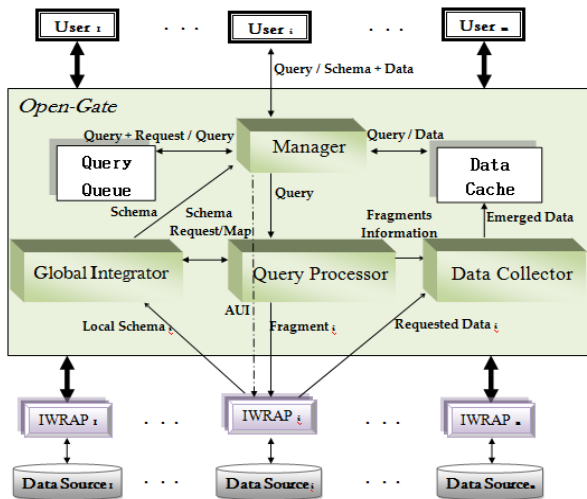 User 1 . . . User i . . . User m
Query / Schema + Data
Open-Gate
Query + Request / Query
Query / Data
Manager
Query
Queue
Data
Cache
Schema
Query
Schema
Request/Map
Fragments
Information
Emerged Data
Global Integrator
Query Processor
Data Collector
AUI
Local Schema i
Fragment i
Requested Data i
IWRAP 1 . . . IWRAP i . . . IWRAP n
Data Source 1 . . . Data Source i . . . Data Source n